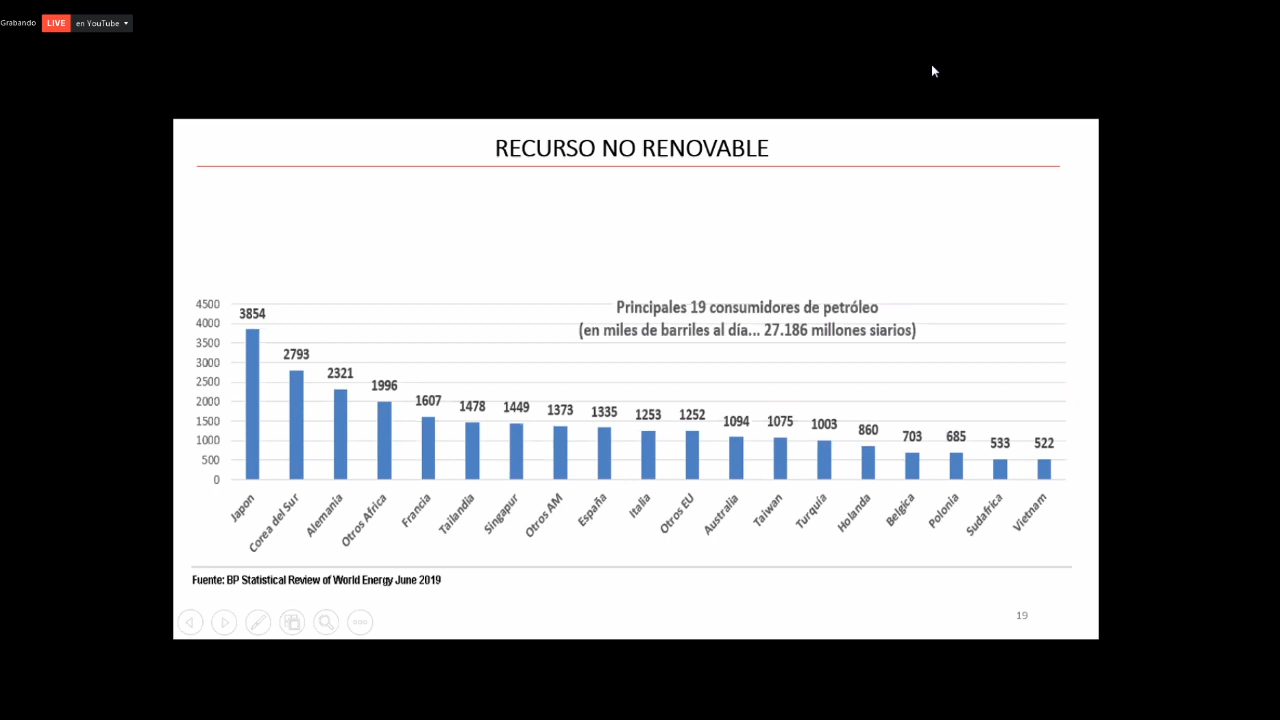 Grabando LIVE en YouTube
RECURSO NO RENOVABLE
Principales 19 consumidores de petróleo
(en miles de barriles al día... 27.186 millones siarios)
4500
4000
3500
3000
2500
2000
1500
1000
500
0
3854
2793
2321
1996
1607
1478
1449
1373
1335
1253
1252
1094
1075
1003
860
703
685
533
522
Japon
Corea del Sur
Alemania
Otros Africa
Francia
Tailandia
Singapur
Otros AM
España
Italia
Otros EU
Australia
Taiwan
Turquía
Holanda
Belgica
Polonia
Sudafrica
Vietnam
Fuente: BP Statistical Review of World Energy June 2019
19